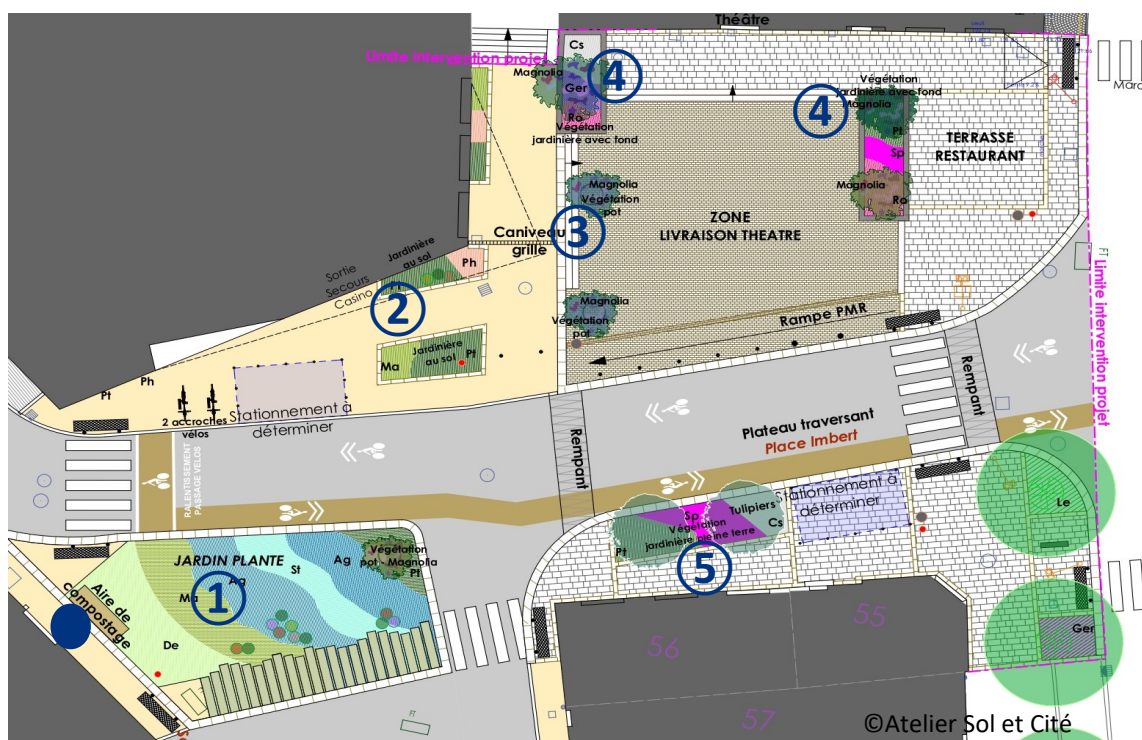 Théâtre
Limite intervention projet
Cs
Magnolia
Ger
④
Ro
Végétation
jardinière avec fond
Végétation
jardinière avec fond
Magnolia
④
Pt
Sp
Magnolia
Ro
TERRASSE
RESTAURANT
Marc
Magnolia
Végétation
pot
③
ZONE
LIVRAISON THEATRE
Caniveau
grille
Jardinière
au sol
Ph
Sortie
Secours
Casino
②
FT
Limite intervention projet
Magnolia
Végétation
pot
Rampe PMR
Jardinière
au sol
Ma
Pt
Ph
Pt
2 accroches
vélos
Stationnement à
déterminer
Rempant
Rempant
Plateau traversant
Place Imbert
RALENTISSEMENT
PASSAGE VELOS
Stationnement à
déterminer
Sp
Tulipiers
Végétation
Cs
jardinière pleine terre
Pt
⑤
Le
JARDIN PLANTE
St
Ag
Ag
Végétation
pot - Magnolia
Pt
Ma
①
Aire de
compostage
De
FT
55
56
57
Ger
©Atelier Sol et Cité